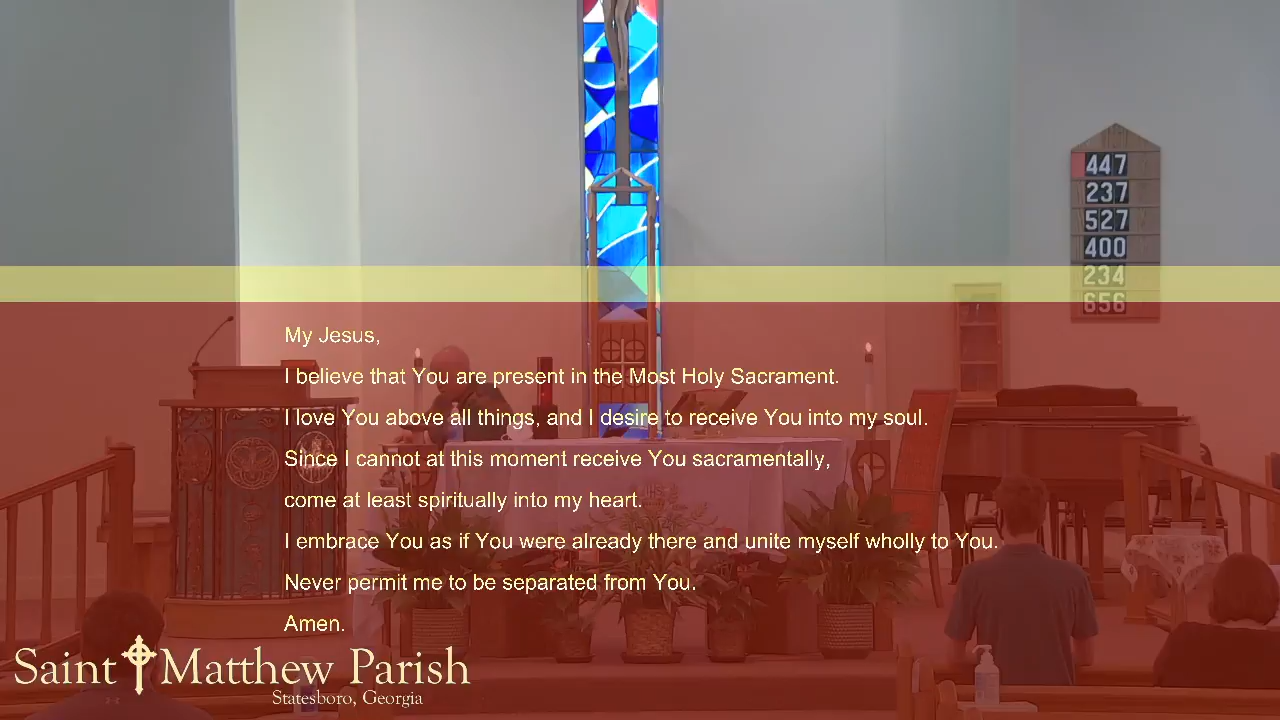 447
237
527
400
234
656
My Jesus,
I believe that You are present in the Most Holy Sacrament.
I love You above all things, and I desire to receive You into my soul.
Since I cannot at this moment receive You sacramentally,
come at least spiritually into my heart.
I embrace You as if You were already there and unite myself wholly to You.
Never permit me to be separated from You.
Amen.
Saint Matthew Parish
Statesboro, Georgia